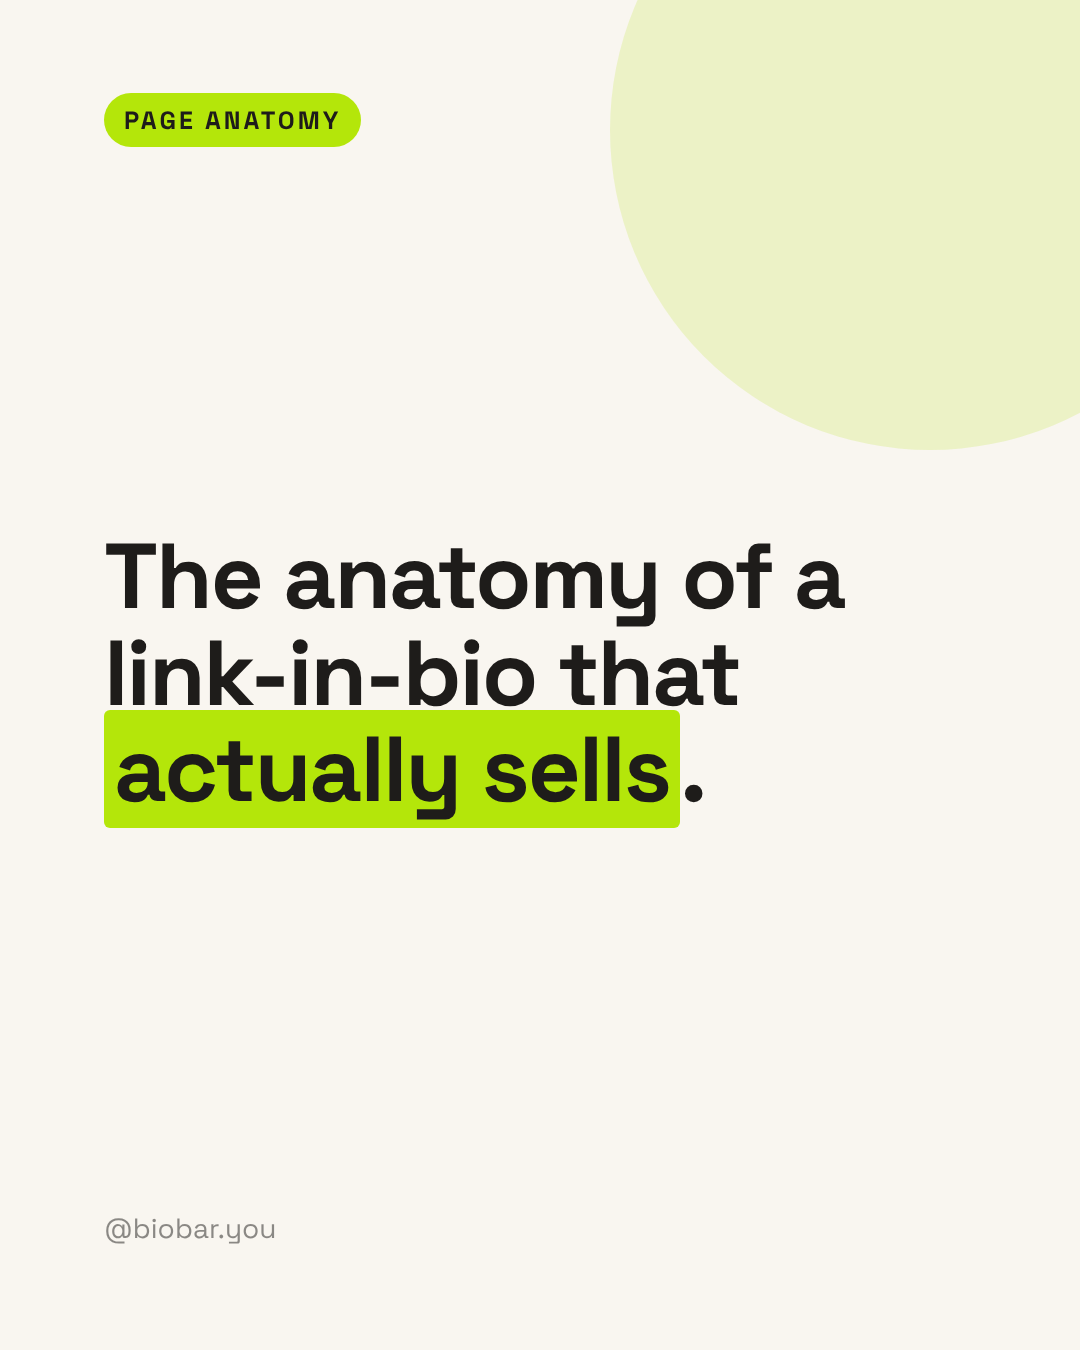 PAGE ANATOMY
The anatomy of a
link-in-bio that
actually sells.
@biobar.you